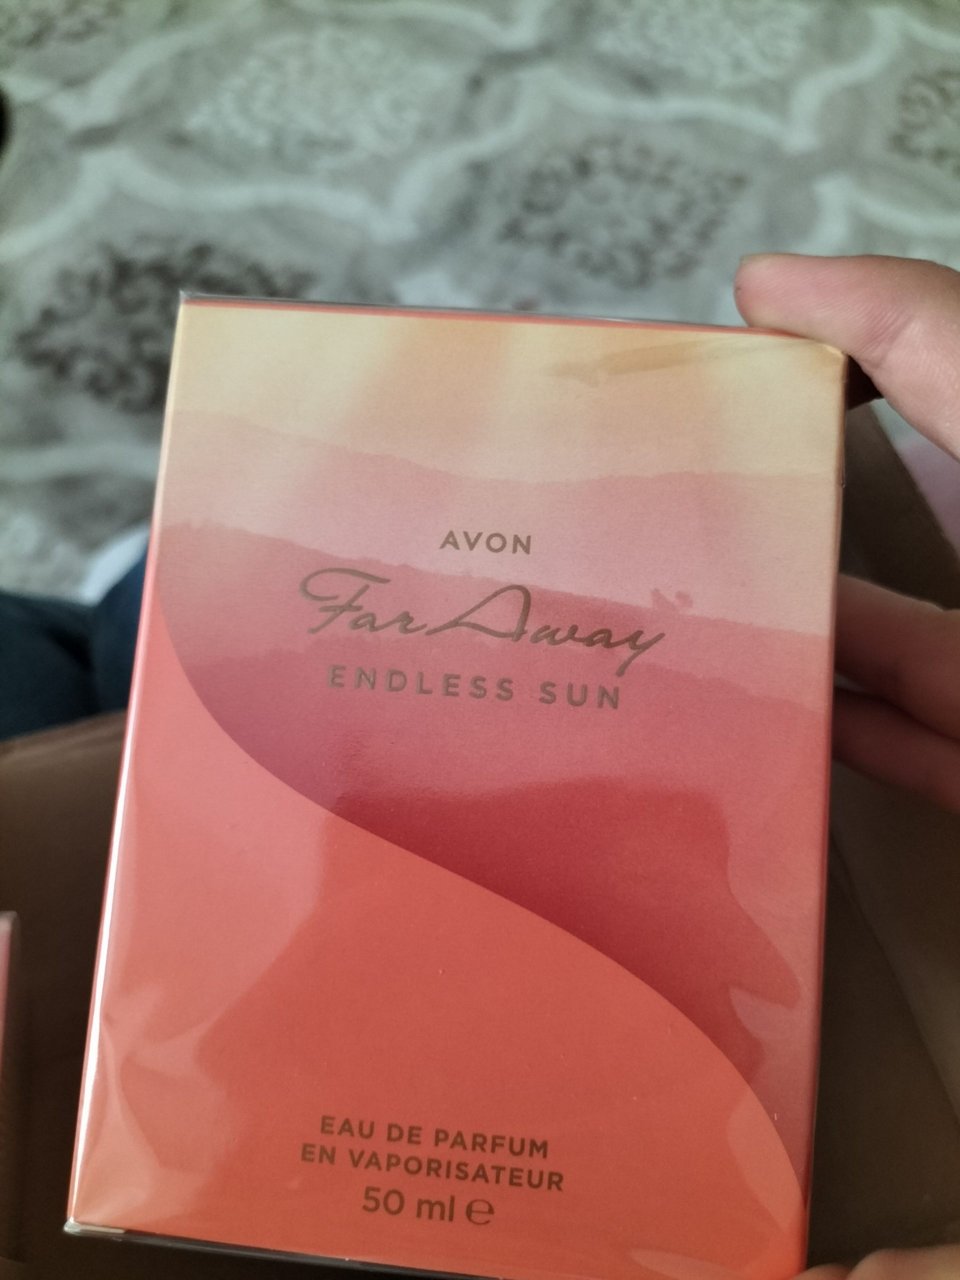 AVON
Far Away
ENDLESS SUN
EAU DE PARFUM
EN VAPORISATEUR
50 ml ℮